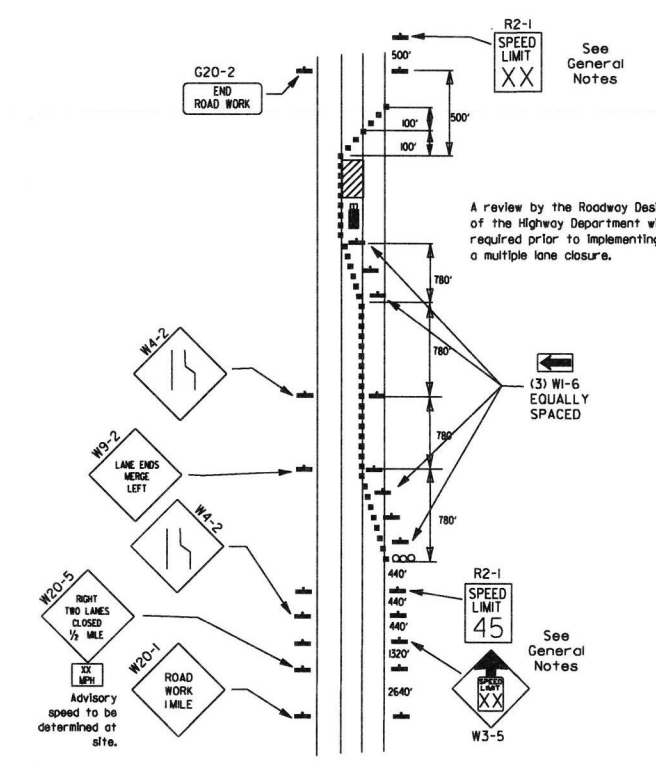 R2-1
SPEED
LIMIT
XX
See
General
Notes
500'
G20-2
END
ROAD WORK
500'
100'
100'
A review by the Roadway Desi
of the Highway Department wi
required prior to implementing
a multiple lane closure.
780'
780'
W4-2
(3) W1-6
EQUALLY
SPACED
W9-2
LANE ENDS
MERGE
LEFT
780'
W4-2
780'
440'
R2-1
SPEED
LIMIT
45
440'
440'
W20-5
RIGHT
TWO LANES
CLOSED
1/2 MILE
XX
MPH
Advisory
speed to be
determined at
site.
1320'
See
General
Notes
W20-1
ROAD
WORK
1 MILE
2640'
SPEED
LIMIT
XX
W3-5